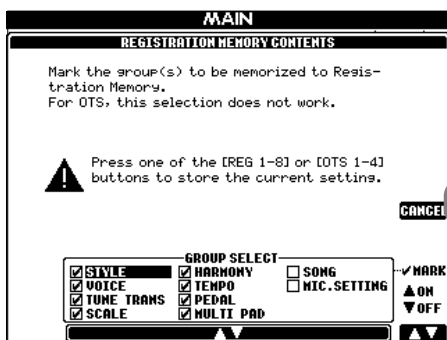 MAIN
REGISTRATION MEMORY CONTENTS
Mark the group(s) to be memorized to Regis-
tration Memory.
For OTS, this selection does not work.
Press one of the [REG 1-8] or [OTS 1-4]
buttons to store the current setting.
CANCEL
GROUP SELECT
STYLE HARMONY SONG MARK
VOICE TEMPO MIC.SETTING ON
TUNE TRANS PEDAL OFF
SCALE MULTI PAD